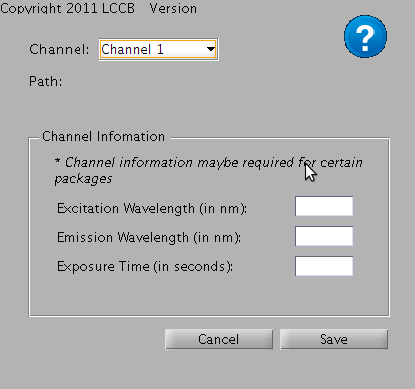 Copyright 2011 LCCB    Version
?
Channel: Channel 1
Path:
Channel Infomation
* Channel information maybe required for certain
packages
Excitation Wavelength (in nm):
Emission Wavelength (in nm):
Exposure Time (in seconds):
Cancel Save